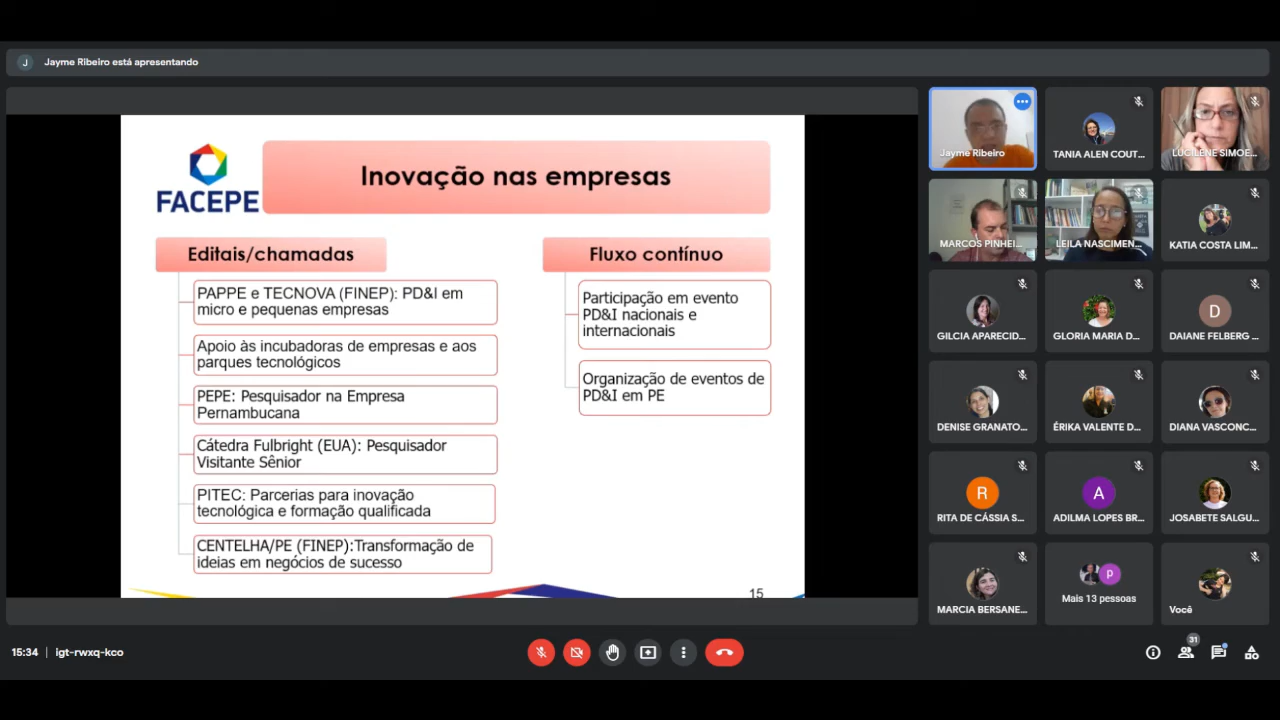 J
Jayme Ribeiro está apresentando
FACEPE
Inovação nas empresas
Editais/chamadas
PAPPE e TECNOVA (FINEP): PD&I em
micro e pequenas empresas
Apoio às incubadoras de empresas e aos
parques tecnológicos
PEPE: Pesquisador na Empresa
Pernambucana
Cátedra Fulbright (EUA): Pesquisador
Visitante Sênior
PITEC: Parcerias para inovação
tecnológica e formação qualificada
CENTELHA/PE (FINEP):Transformação de
ideias em negócios de sucesso
Fluxo contínuo
Participação em evento
PD&I nacionais e
internacionais
Organização de eventos de
PD&I em PE
15
Jayme Ribeiro
TANIA ALEN COUT...
LUCILENE SIMOE...
MARCOS PINHEI...
LEILA NASCIMEN...
KATIA COSTA LIM...
GILCIA APARECID...
GLORIA MARIA D...
D
DAIANE FELBERG ...
DENISE GRANATO...
ÉRIKA VALENTE D...
DIANA VASCONC...
R
RITA DE CÁSSIA S...
A
ADILMA LOPES BR...
JOSABETE SALGU...
MARCIA BERSANE...
P
Mais 13 pessoas
Você
15:34 | igt-rwxq-kco
31